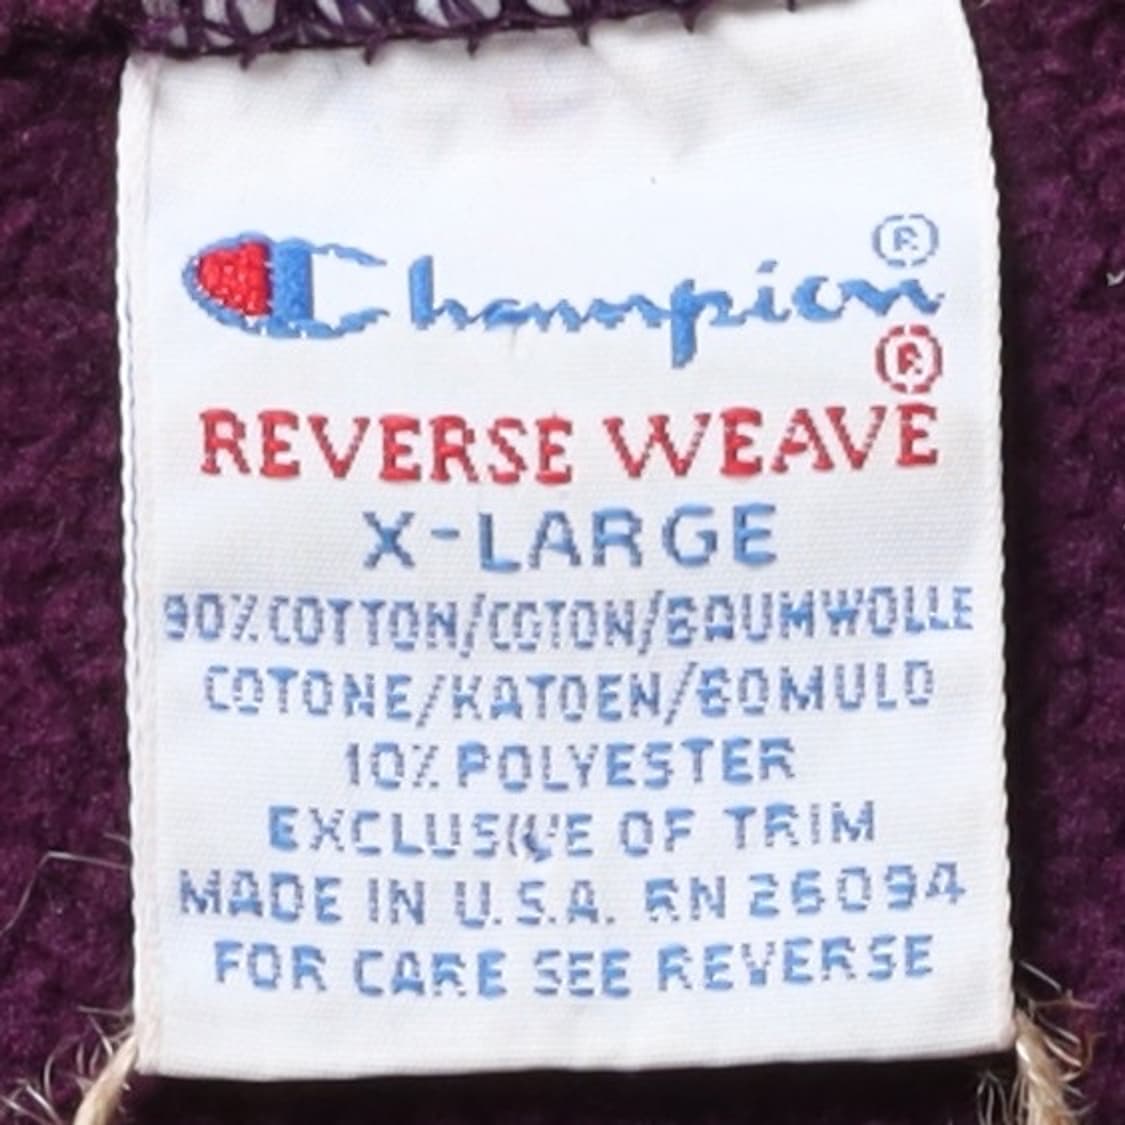 Champion®
®
REVERSE WEAVE
X-LARGE
90% COTTON/COTON/BAUMWOLLE
COTONE/KATOEN/BOMULD
10% POLYESTER
EXCLUSIVE OF TRIM
MADE IN U.S.A. RN 26094
FOR CARE SEE REVERSE